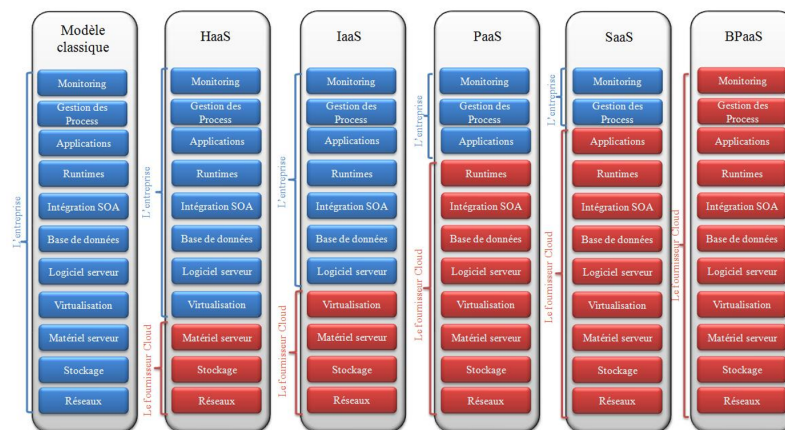 Modèle
classique
L'entreprise
Monitoring
Gestion des
Process
Applications
Runtimes
Intégration SOA
Base de données
Logiciel serveur
Virtualisation
Matériel serveur
Stockage
Réseaux
HaaS
L'entreprise
Le fournisseur Cloud
Monitoring
Gestion des
Process
Applications
Runtimes
Intégration SOA
Base de données
Logiciel serveur
Virtualisation
Matériel serveur
Stockage
Réseaux
IaaS
L'entreprise
Le fournisseur Cloud
Monitoring
Gestion des
Process
Applications
Runtimes
Intégration SOA
Base de données
Logiciel serveur
Virtualisation
Matériel serveur
Stockage
Réseaux
PaaS
L'entreprise
Le fournisseur Cloud
Monitoring
Gestion des
Process
Applications
Runtimes
Intégration SOA
Base de données
Logiciel serveur
Virtualisation
Matériel serveur
Stockage
Réseaux
SaaS
L'entreprise
Le fournisseur Cloud
Monitoring
Gestion des
Process
Applications
Runtimes
Intégration SOA
Base de données
Logiciel serveur
Virtualisation
Matériel serveur
Stockage
Réseaux
BPaaS
Le fournisseur Cloud
Monitoring
Gestion des
Process
Applications
Runtimes
Intégration SOA
Base de données
Logiciel serveur
Virtualisation
Matériel serveur
Stockage
Réseaux